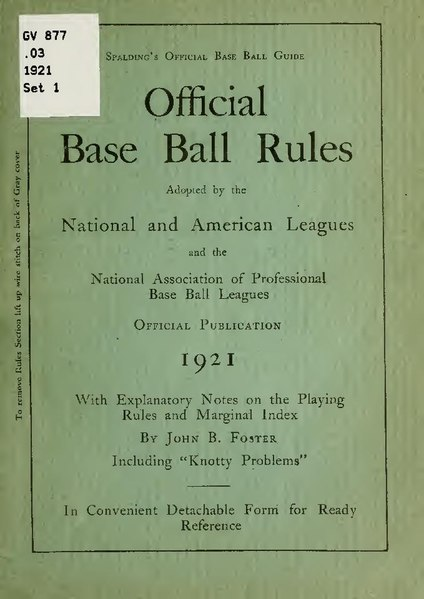 GV 877
.O3
1921
Set 1
Spalding's Official Base Ball Guide
Official
Base Ball Rules
Adopted by the
National and American Leagues
and the
National Association of Professional
Base Ball Leagues
Official Publication
1921
With Explanatory Notes on the Playing
Rules and Marginal Index
By John B. Foster
Including "Knotty Problems"
In Convenient Detachable Form for Ready
Reference
To remove Rules Section lift up wire stitch on back of Gray cover